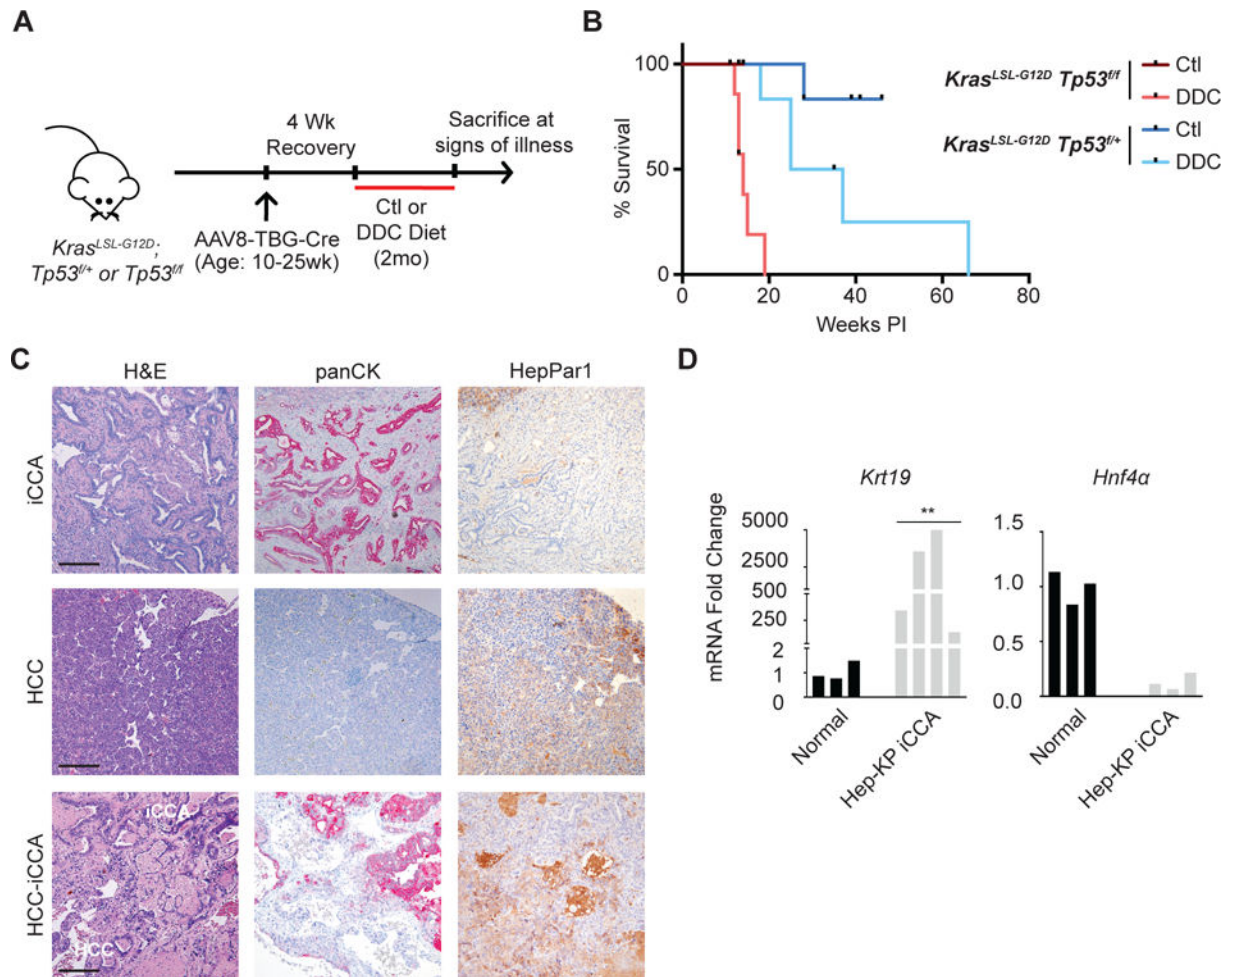 A
4 Wk
Recovery
Sacrifice at
signs of illness
Kras^LSL-G12D;
Tp53^f/+ or Tp53^f/f
AAV8-TBG-Cre
(Age: 10-25wk)
Ctl or
DDC Diet
(2mo)
B
% Survival
100
50
0
0 20 40 60 80
Weeks PI
Kras^LSL-G12D Tp53^f/f
Ctl
DDC
Kras^LSL-G12D Tp53^f/+
Ctl
DDC
C
H&E panCK HepPar1
iCCA
HCC
HCC-iCCA
iCCA
HCC
D
Krt19
mRNA Fold Change
5000
2500
500
250
2
1
0
**
Normal
Hep-KP iCCA
Hnf4α
1.5
1.0
0.5
0.0
Normal
Hep-KP iCCA